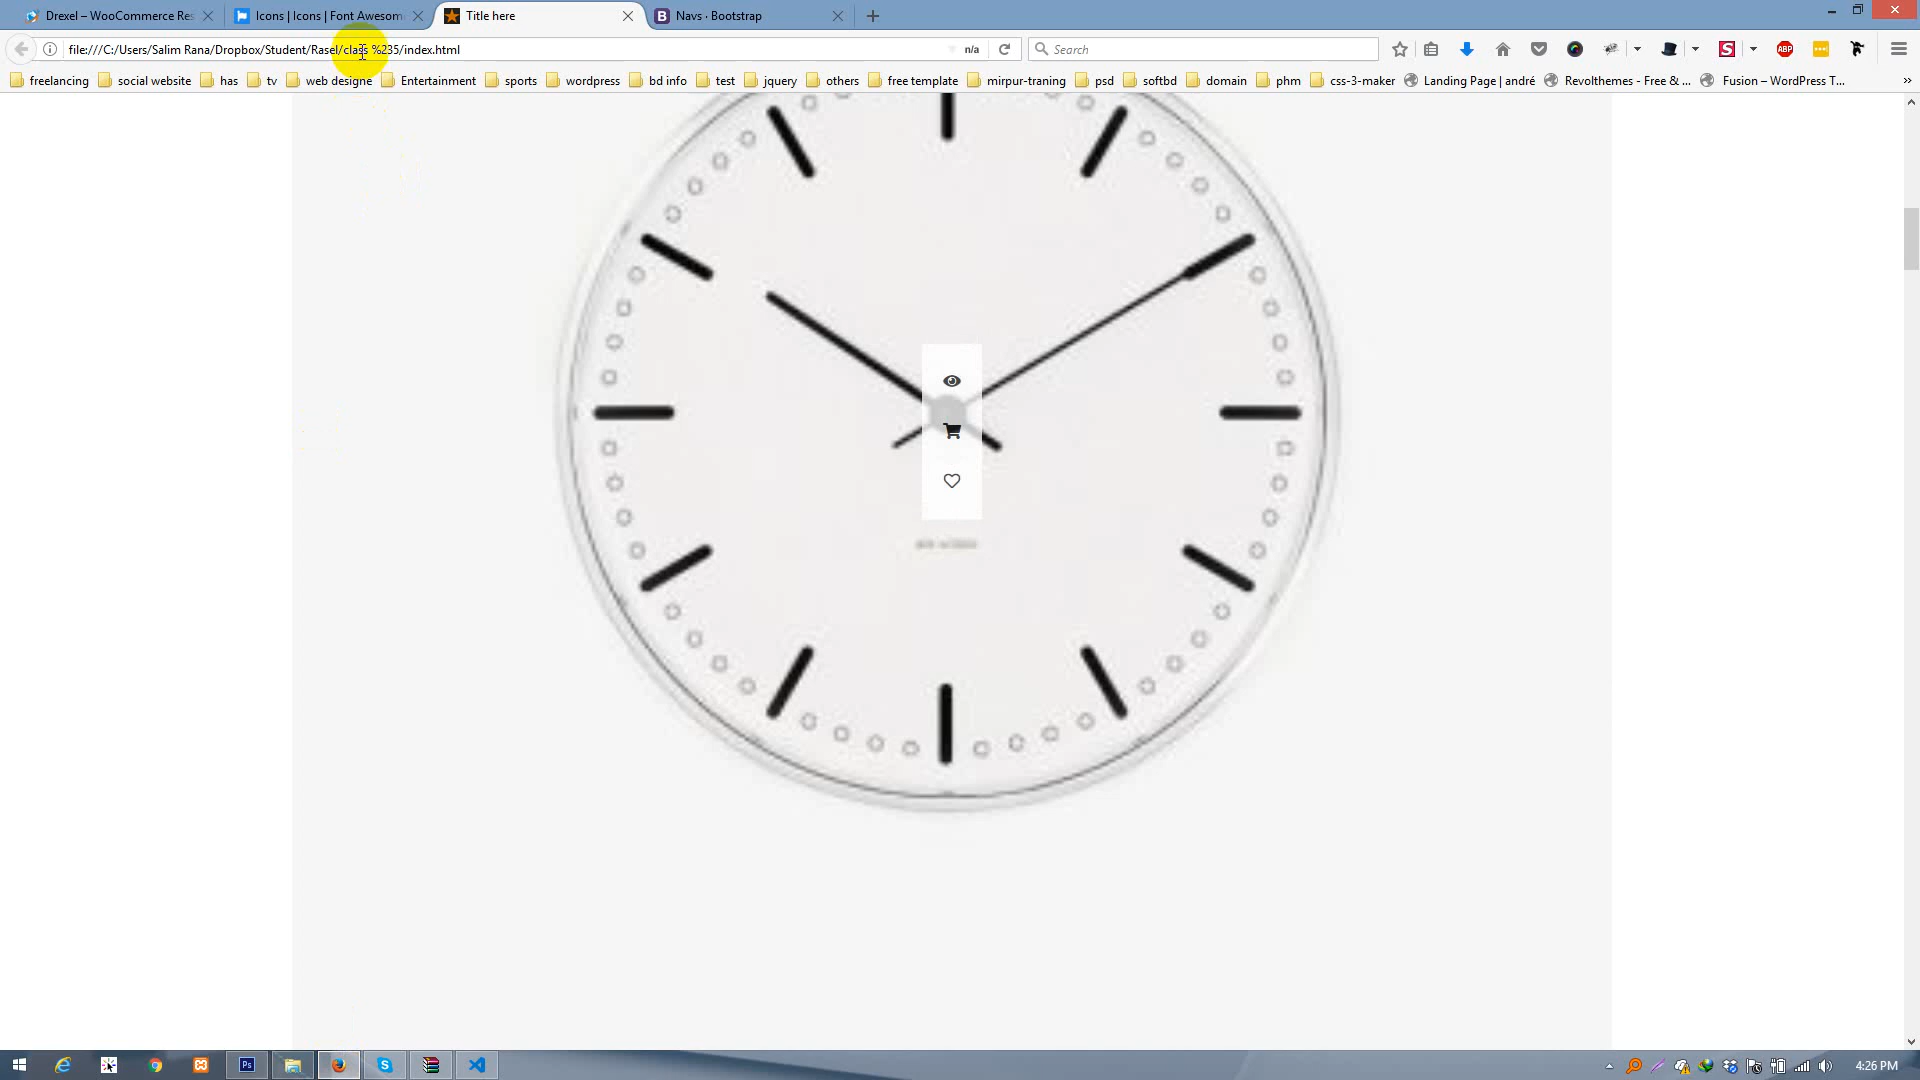 Drexel – WooCommerce Res
Icons | Icons | Font Awesom
Title here
Navs · Bootstrap
file:///C:/Users/Salim Rana/Dropbox/Student/Rasel/class %235/index.html
n/a
Search
ABP
freelancing
social website
has
tv
web designe
Entertainment
sports
wordpress
bd info
test
jquery
others
free template
mirpur-traning
psd
softbd
domain
phm
css-3-maker
Landing Page | andré
Revolthemes - Free & ...
Fusion – WordPress T...
Ps
4:26 PM